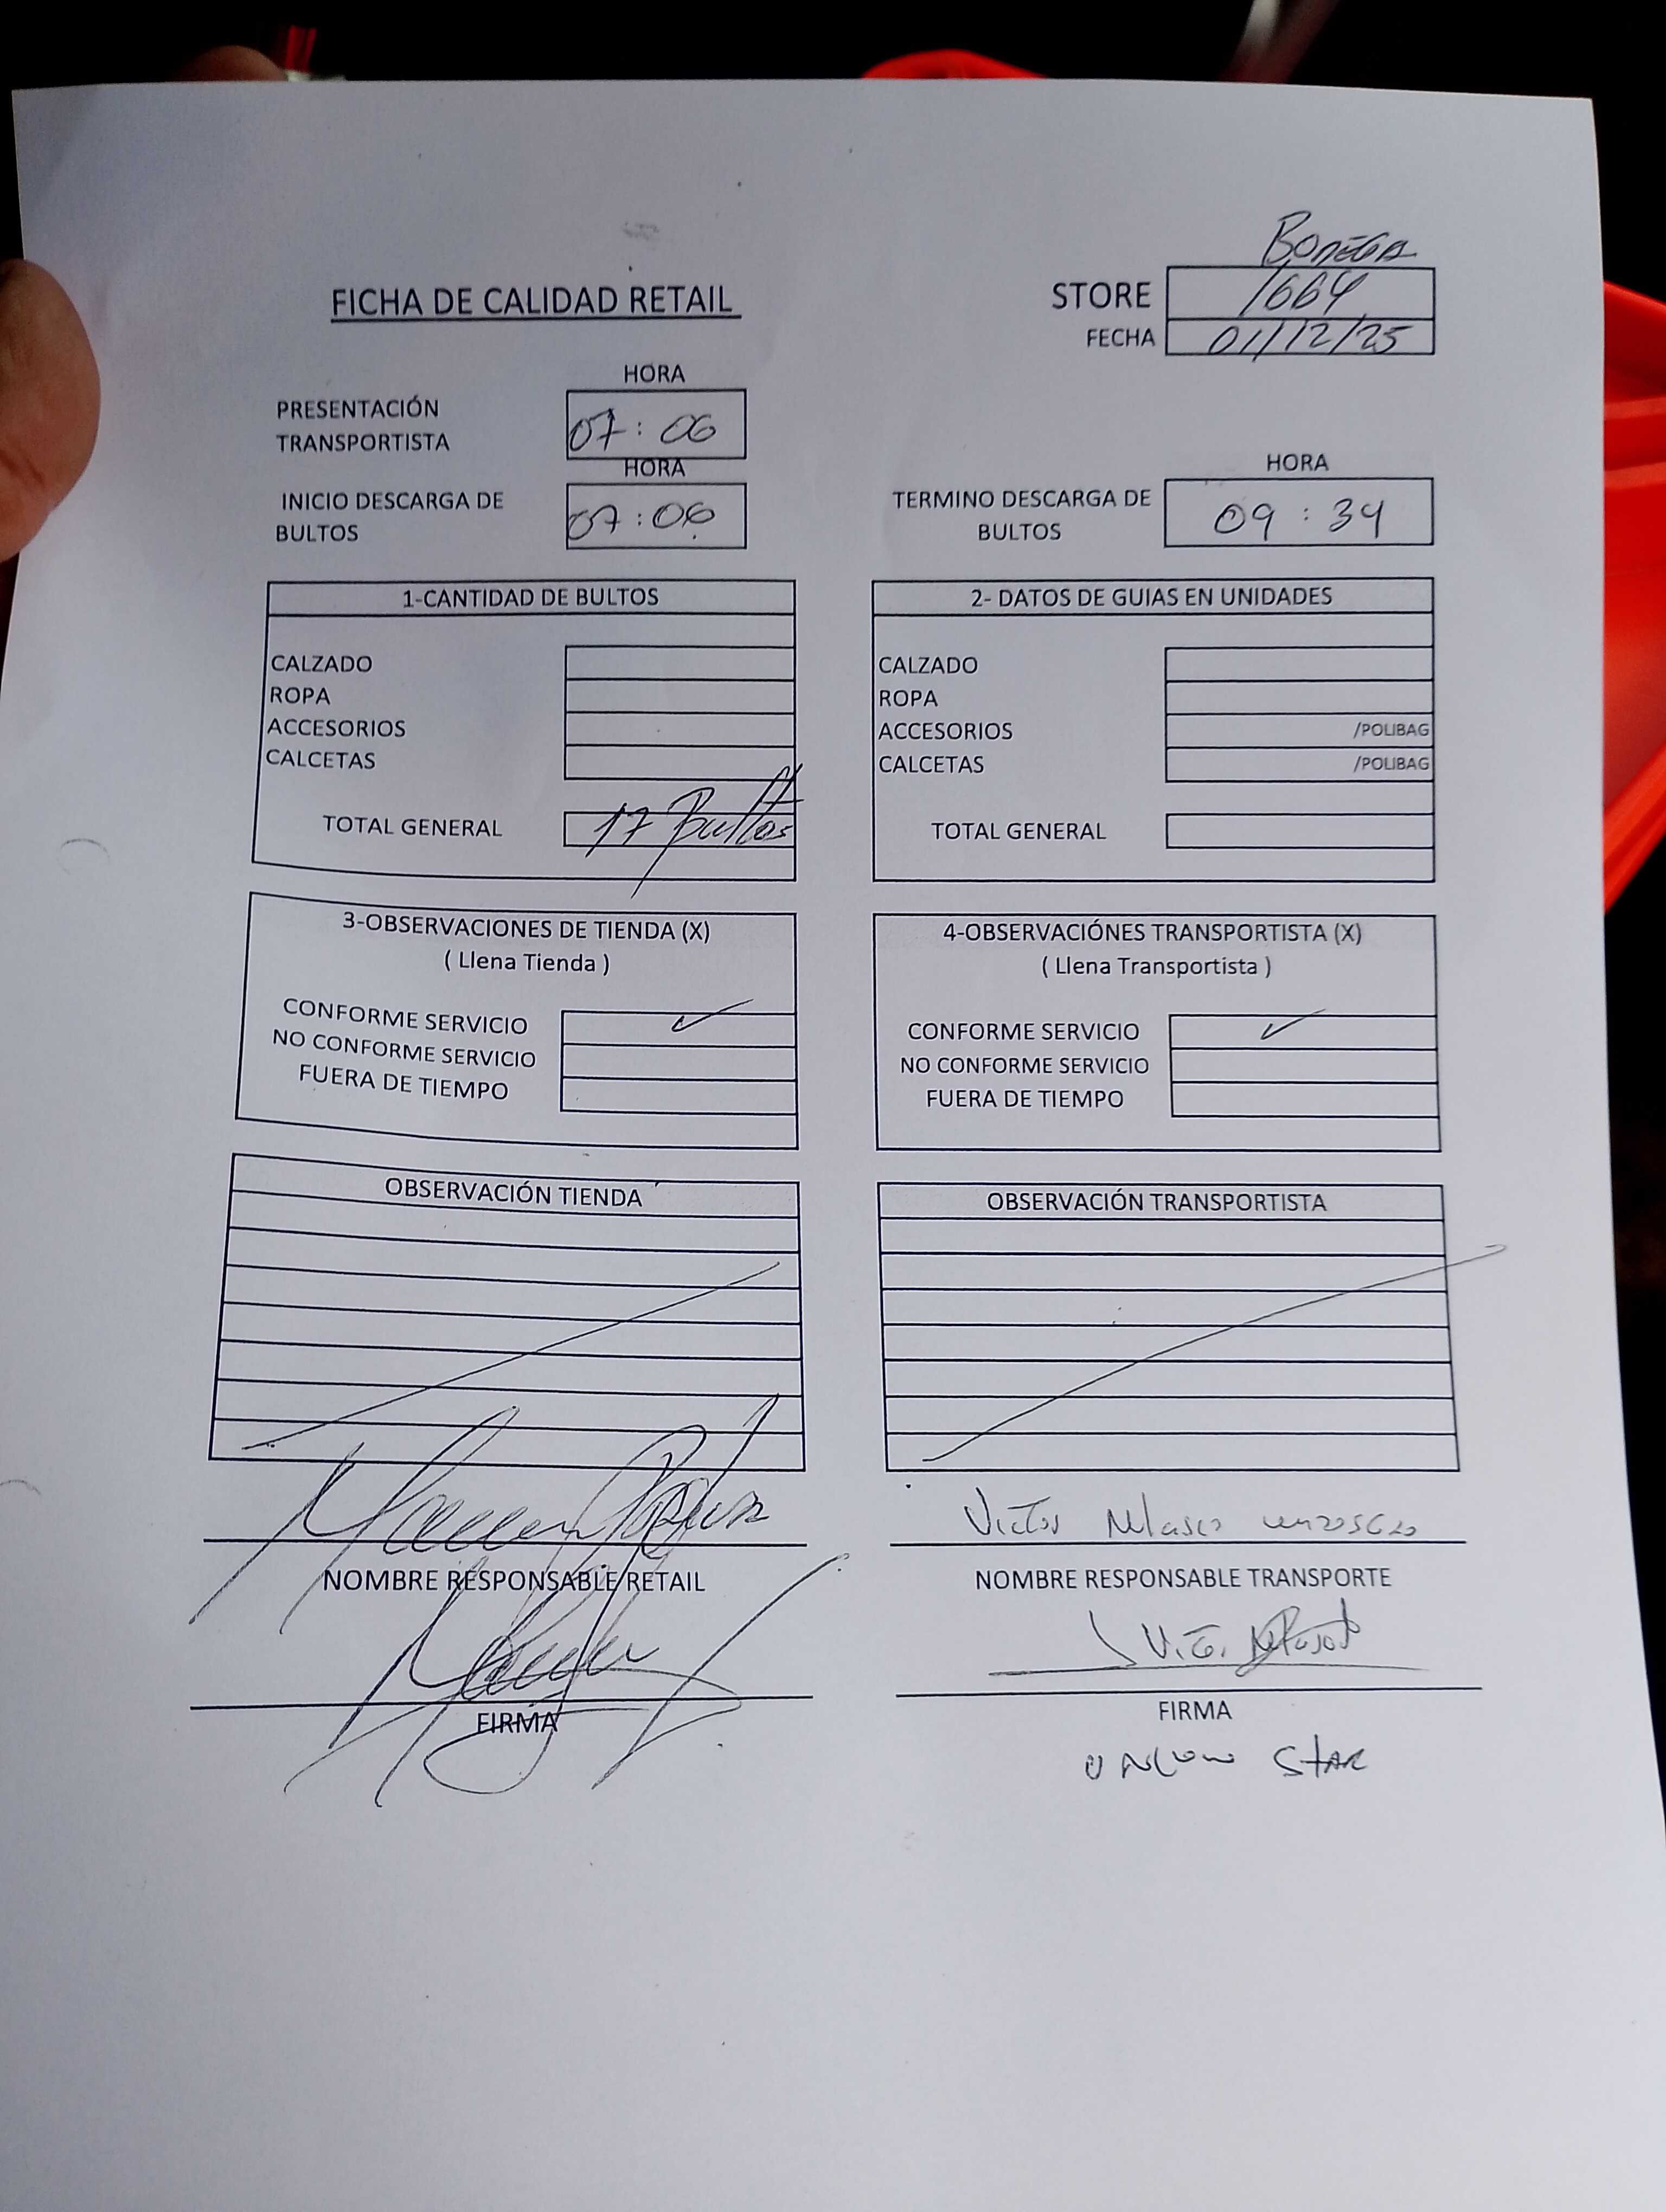 BODEGA
FICHA DE CALIDAD RETAIL
STORE 1664
FECHA 01/12/25
HORA
PRESENTACIÓN
TRANSPORTISTA
07:06
HORA
INICIO DESCARGA DE
BULTOS
07:06
HORA
TERMINO DESCARGA DE
BULTOS
09:34
1-CANTIDAD DE BULTOS
CALZADO
ROPA
ACCESORIOS
CALCETAS
TOTAL GENERAL 17 Bultos
2- DATOS DE GUIAS EN UNIDADES
CALZADO
ROPA
ACCESORIOS /POLIBAG
CALCETAS /POLIBAG
TOTAL GENERAL
3-OBSERVACIONES DE TIENDA (X)
( Llena Tienda )
CONFORME SERVICIO ✓
NO CONFORME SERVICIO
FUERA DE TIEMPO
4-OBSERVACIÓNES TRANSPORTISTA (X)
( Llena Transportista )
CONFORME SERVICIO ✓
NO CONFORME SERVICIO
FUERA DE TIEMPO
OBSERVACIÓN TIENDA
OBSERVACIÓN TRANSPORTISTA
NOMBRE RESPONSABLE RETAIL
FIRMA
Victor
NOMBRE RESPONSABLE TRANSPORTE
FIRMA
STAR